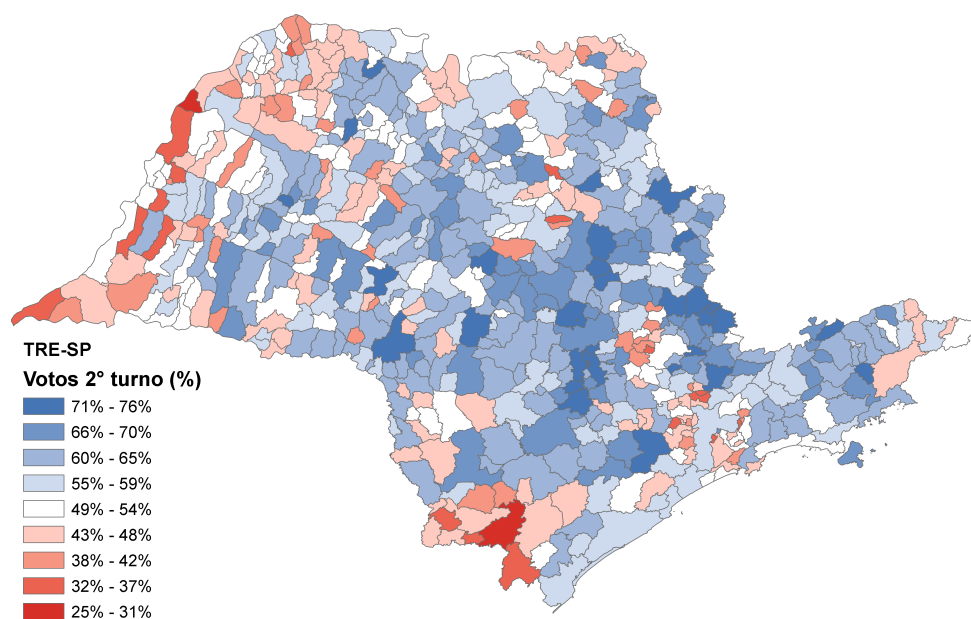 TRE-SP
Votos 2° turno (%)
71% - 76%
66% - 70%
60% - 65%
55% - 59%
49% - 54%
43% - 48%
38% - 42%
32% - 37%
25% - 31%